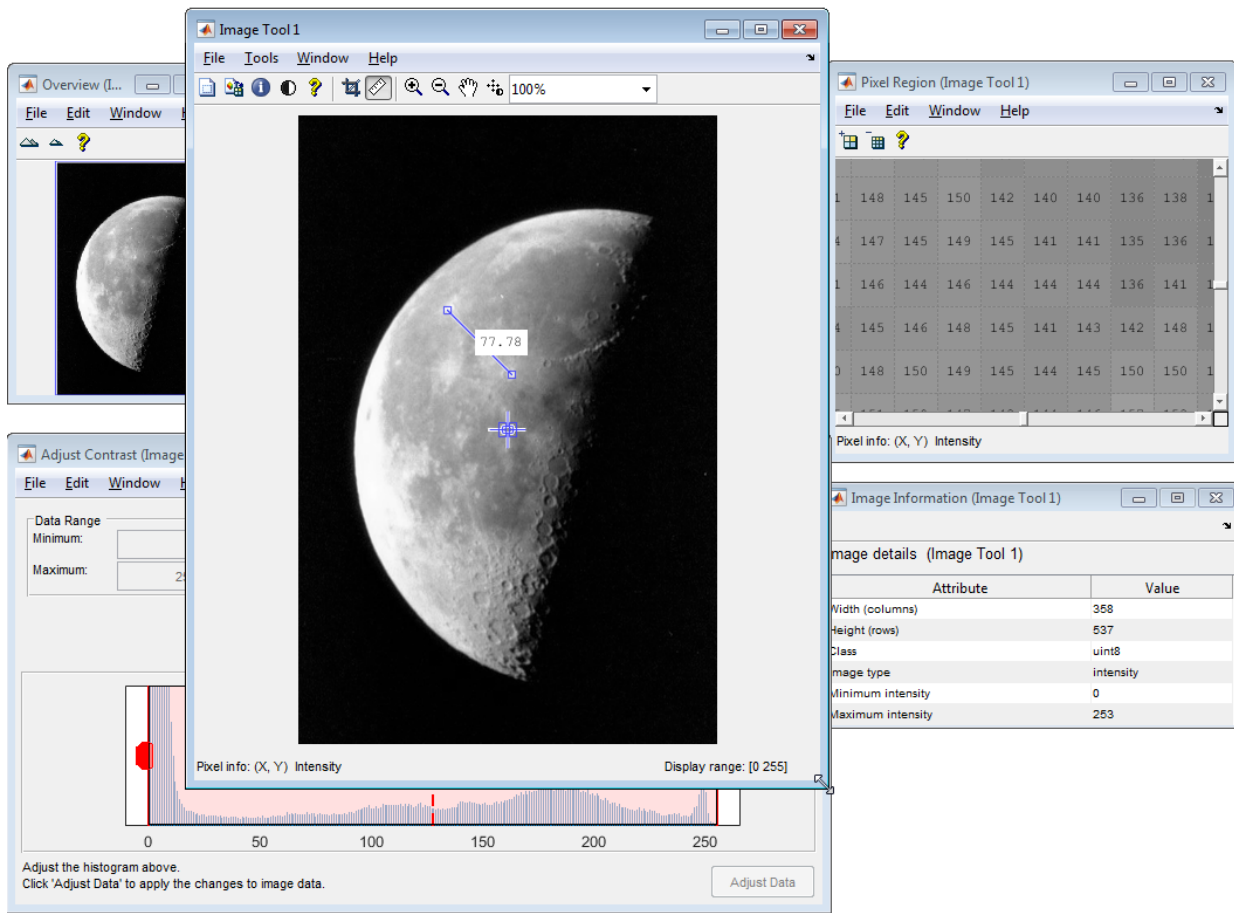 Image Tool 1
File Tools Window Help
100%
77.78
Pixel info: (X, Y) Intensity
Display range: [0 255]
Overview (I...
File Edit Window
Pixel Region (Image Tool 1)
File Edit Window Help
148 145 150 142 140 140 136 138
147 145 149 145 141 141 135 136
146 144 146 144 144 144 136 141
145 146 148 145 141 143 142 148
148 150 149 145 144 145 150 150
Pixel info: (X, Y) Intensity
Adjust Contrast (Image
File Edit Window
Data Range
Minimum:
Maximum:
0 50 100 150 200 250
Adjust the histogram above.
Click 'Adjust Data' to apply the changes to image data.
Adjust Data
Image Information (Image Tool 1)
Image details (Image Tool 1)
Attribute Value
Width (columns) 358
Height (rows) 537
Class uint8
Image type intensity
Minimum intensity 0
Maximum intensity 253